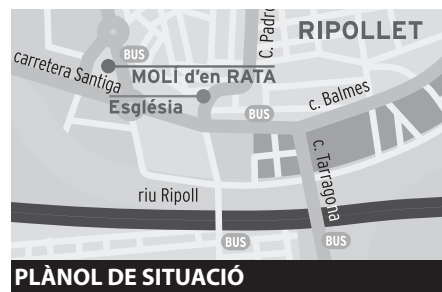 RIPOLLET
C. Padró
carretera Santiga
BUS
MOLÍ d'en RATA
Església
BUS
c. Balmes
c. Tarragona
riu Ripoll
BUS
BUS
PLÀNOL DE SITUACIÓ